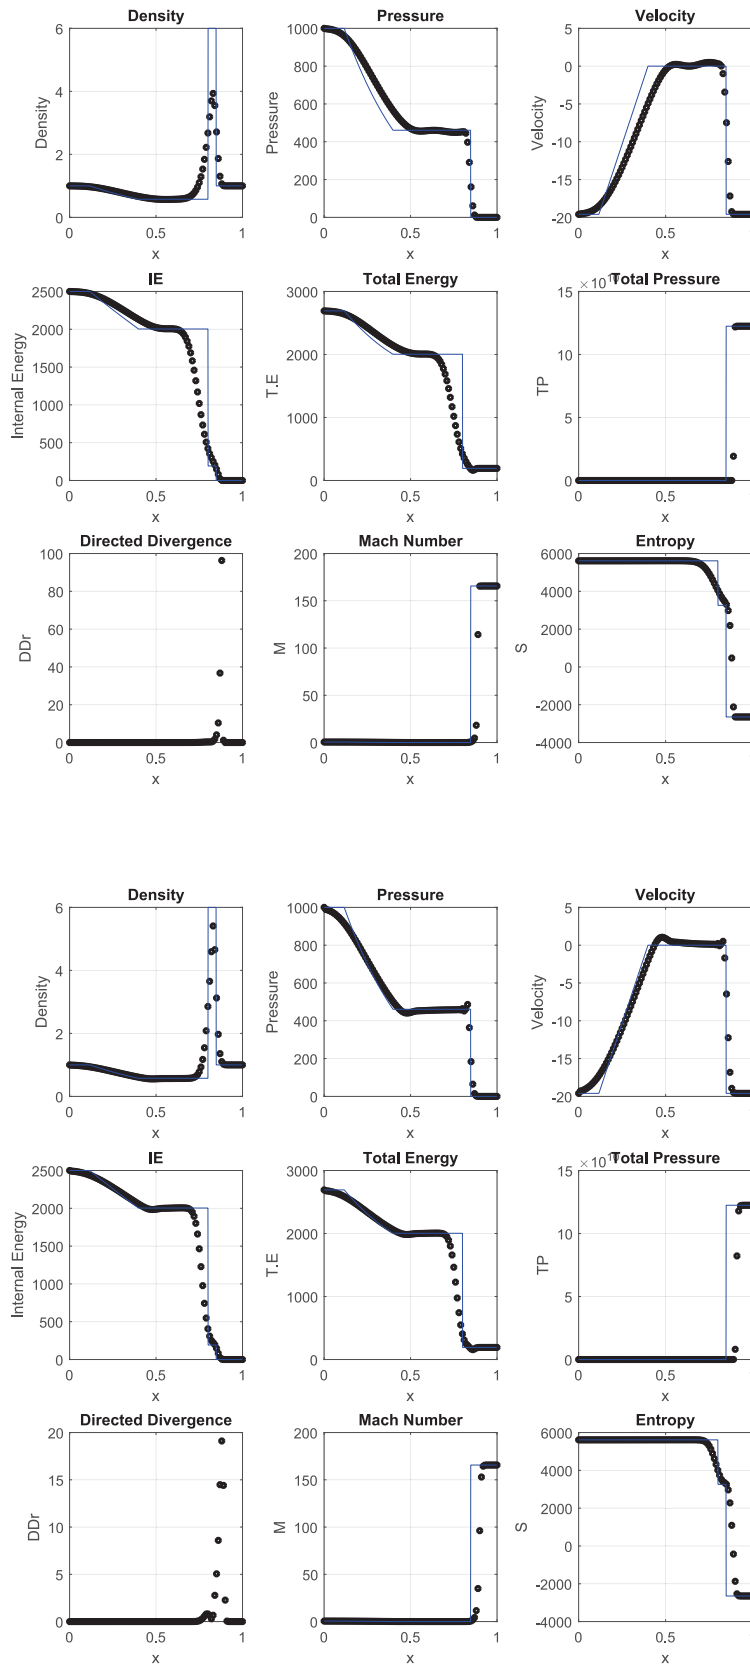 Density Pressure Velocity
6 1000 5
800 0
4 600 -5
400 -10
2 200 -15
0 0 -20
Density Pressure Velocity
0 0.5 1 0 0.5 1 0 0.5 1
x x x
IE Total Energy Total Pressure
2500 3000 15
2000
1500 2000 10
1000 1000 5
500
0 0 0
Internal Energy T.E TP
0 0.5 1 0 0.5 1 0 0.5 1
x x x
Directed Divergence Mach Number Entropy
100 200 6000
80 150 4000
60 2000
40 100 0
20 50 -2000
0 0 -4000
DDr M S
0 0.5 1 0 0.5 1 0 0.5 1
x x x
Density Pressure Velocity
6 1000 5
800 0
4 600 -5
400 -10
2 200 -15
0 0 -20
Density Pressure Velocity
0 0.5 1 0 0.5 1 0 0.5 1
x x x
IE Total Energy Total Pressure
2500 3000 15
2000
1500 2000 10
1000 1000 5
500
0 0 0
Internal Energy T.E TP
0 0.5 1 0 0.5 1 0 0.5 1
x x x
Directed Divergence Mach Number Entropy
20 200 6000
15 150 4000
2000
10 100 0
5 50 -2000
0 0 -4000
DDr M S
0 0.5 1 0 0.5 1 0 0.5 1
x x x